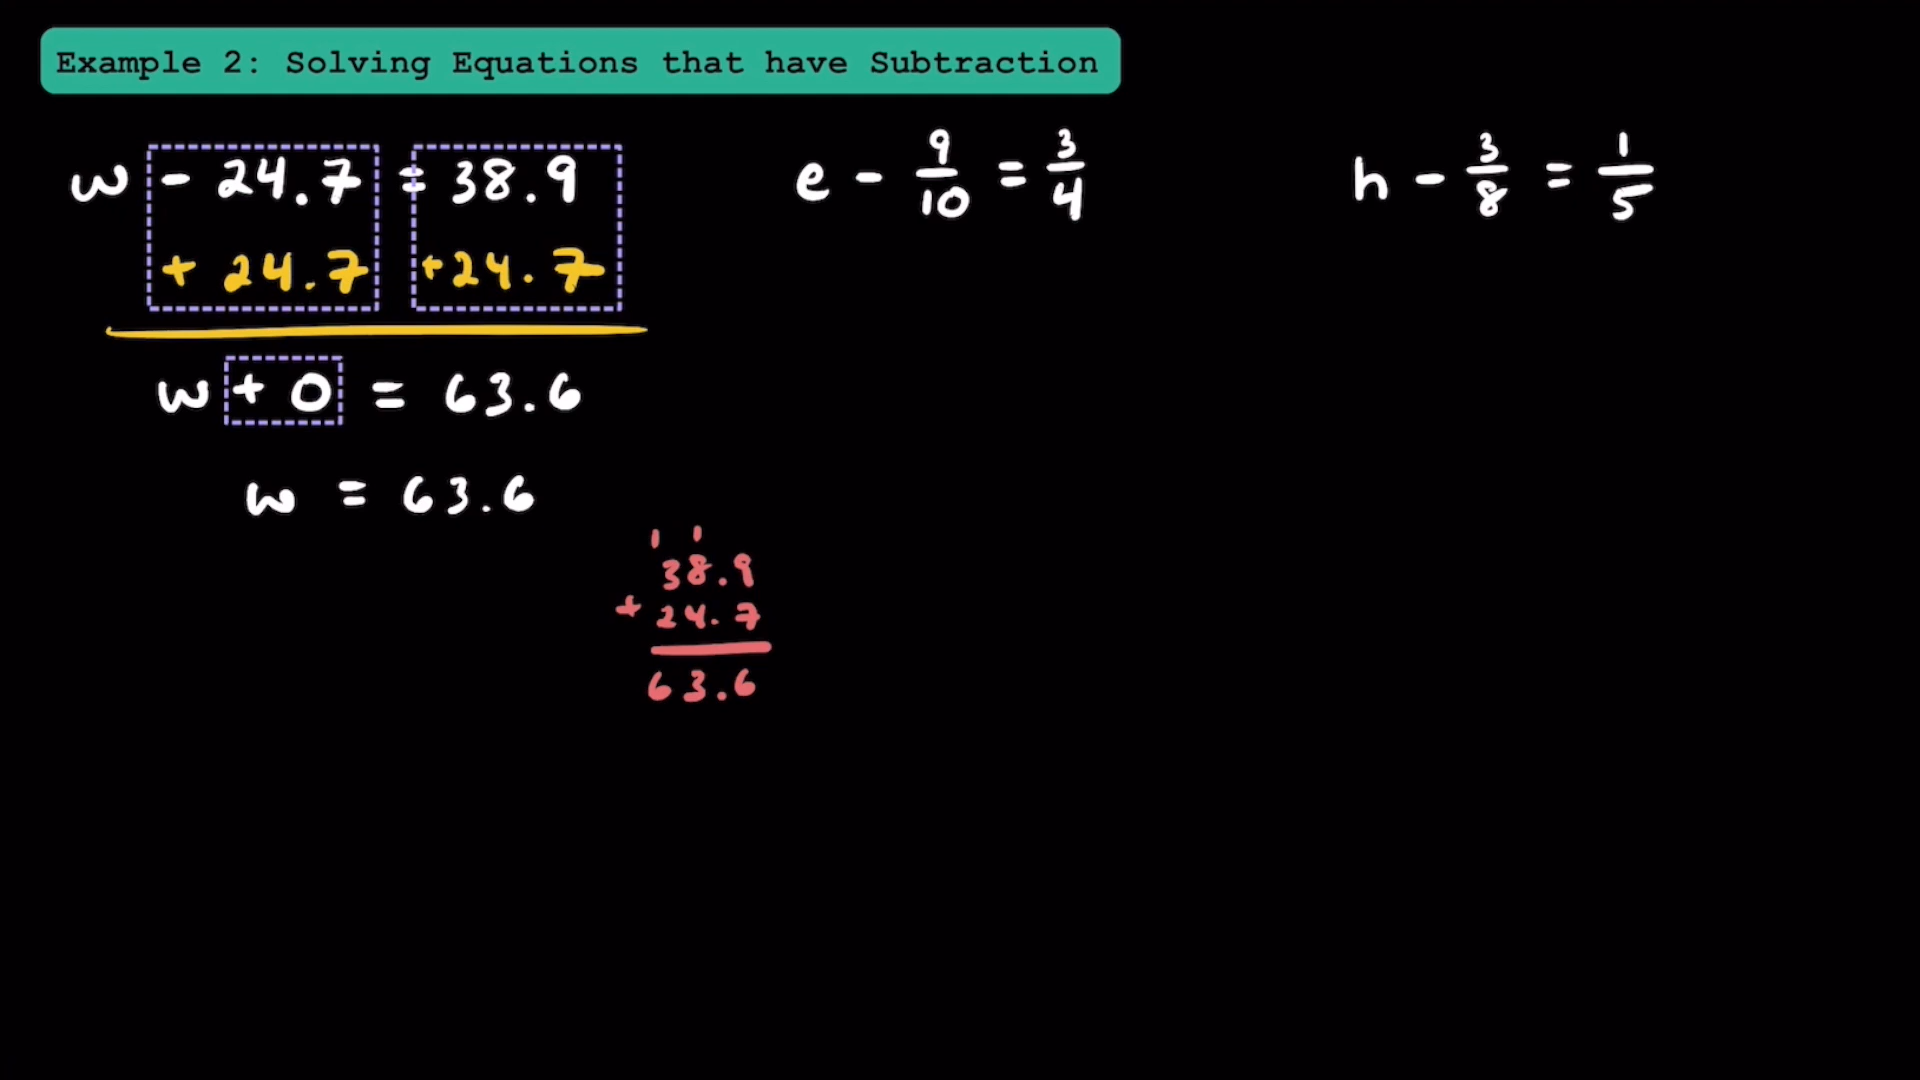 Example 2: Solving Equations that have Subtraction
w - 24.7 = 38.9
+ 24.7 +24.7
w + 0 = 63.6
w = 63.6
1 1
38.9
+ 24.7
63.6
e - 9/10 = 3/4
h - 3/8 = 1/5